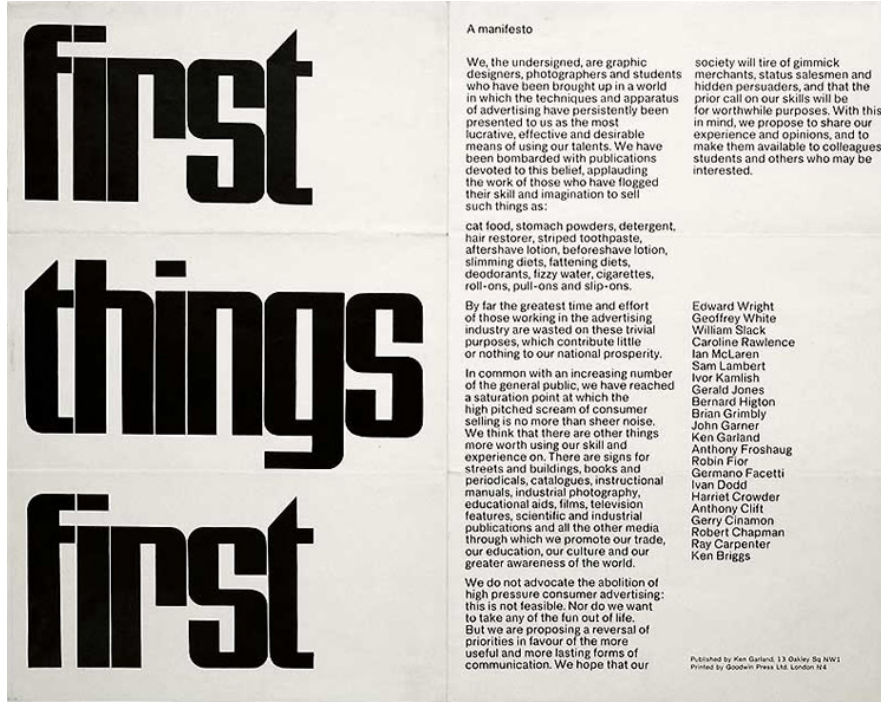 first
things
first
A manifesto
We, the undersigned, are graphic
designers, photographers and students
who have been brought up in a world
in which the techniques and apparatus
of advertising have persistently been
presented to us as the most
lucrative, effective and desirable
means of using our talents. We have
been bombarded with publications
devoted to this belief, applauding
the work of those who have flogged
their skill and imagination to sell
such things as:
cat food, stomach powders, detergent,
hair restorer, striped toothpaste,
aftershave lotion, beforeshave lotion,
slimming diets, fattening diets,
deodorants, fizzy water, cigarettes,
roll-ons, pull-ons and slip-ons.
By far the greatest time and effort
of those working in the advertising
industry are wasted on these trivial
purposes, which contribute little
or nothing to our national prosperity.
In common with an increasing number
of the general public, we have reached
a saturation point at which the
high pitched scream of consumer
selling is no more than sheer noise.
We think that there are other things
more worth using our skill and
experience on. There are signs for
streets and buildings, books and
periodicals, catalogues, instructional
manuals, industrial photography,
educational aids, films, television
features, scientific and industrial
publications and all the other media
through which we promote our trade,
our education, our culture and our
greater awareness of the world.
We do not advocate the abolition of
high pressure consumer advertising:
this is not feasible. Nor do we want
to take any of the fun out of life.
But we are proposing a reversal of
priorities in favour of the more
useful and more lasting forms of
communication. We hope that our
society will tire of gimmick
merchants, status salesmen and
hidden persuaders, and that the
prior call on our skills will be
for worthwhile purposes. With this
in mind, we propose to share our
experience and opinions, and to
make them available to colleagues
students and others who may be
interested.
Edward Wright
Geoffrey White
William Slack
Caroline Rawlence
Ian McLaren
Sam Lambert
Ivor Kamlish
Gerald Jones
Bernard Higton
Brian Grimbly
John Garner
Ken Garland
Anthony Froshaug
Robin Fior
Germano Facetti
Ivan Dodd
Harriet Crowder
Anthony Clift
Gerry Cinamon
Robert Chapman
Ray Carpenter
Ken Briggs
Published by Ken Garland, 13 Oakley Sq NW1
Printed by Goodwin Press Ltd. London N4